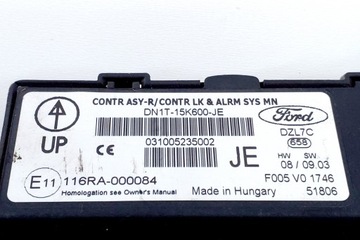 CONTR ASY-R/CONTR LK & ALRM SYS MN
DN1T-15K600-JE
Ford
DZL7C
658
UP
CE
031005235002
JE
HW SW
08 / 09.03
E11 116RA-000084
F005 V0 1746
Homologation see Owner's Manual
Made in Hungary
51806